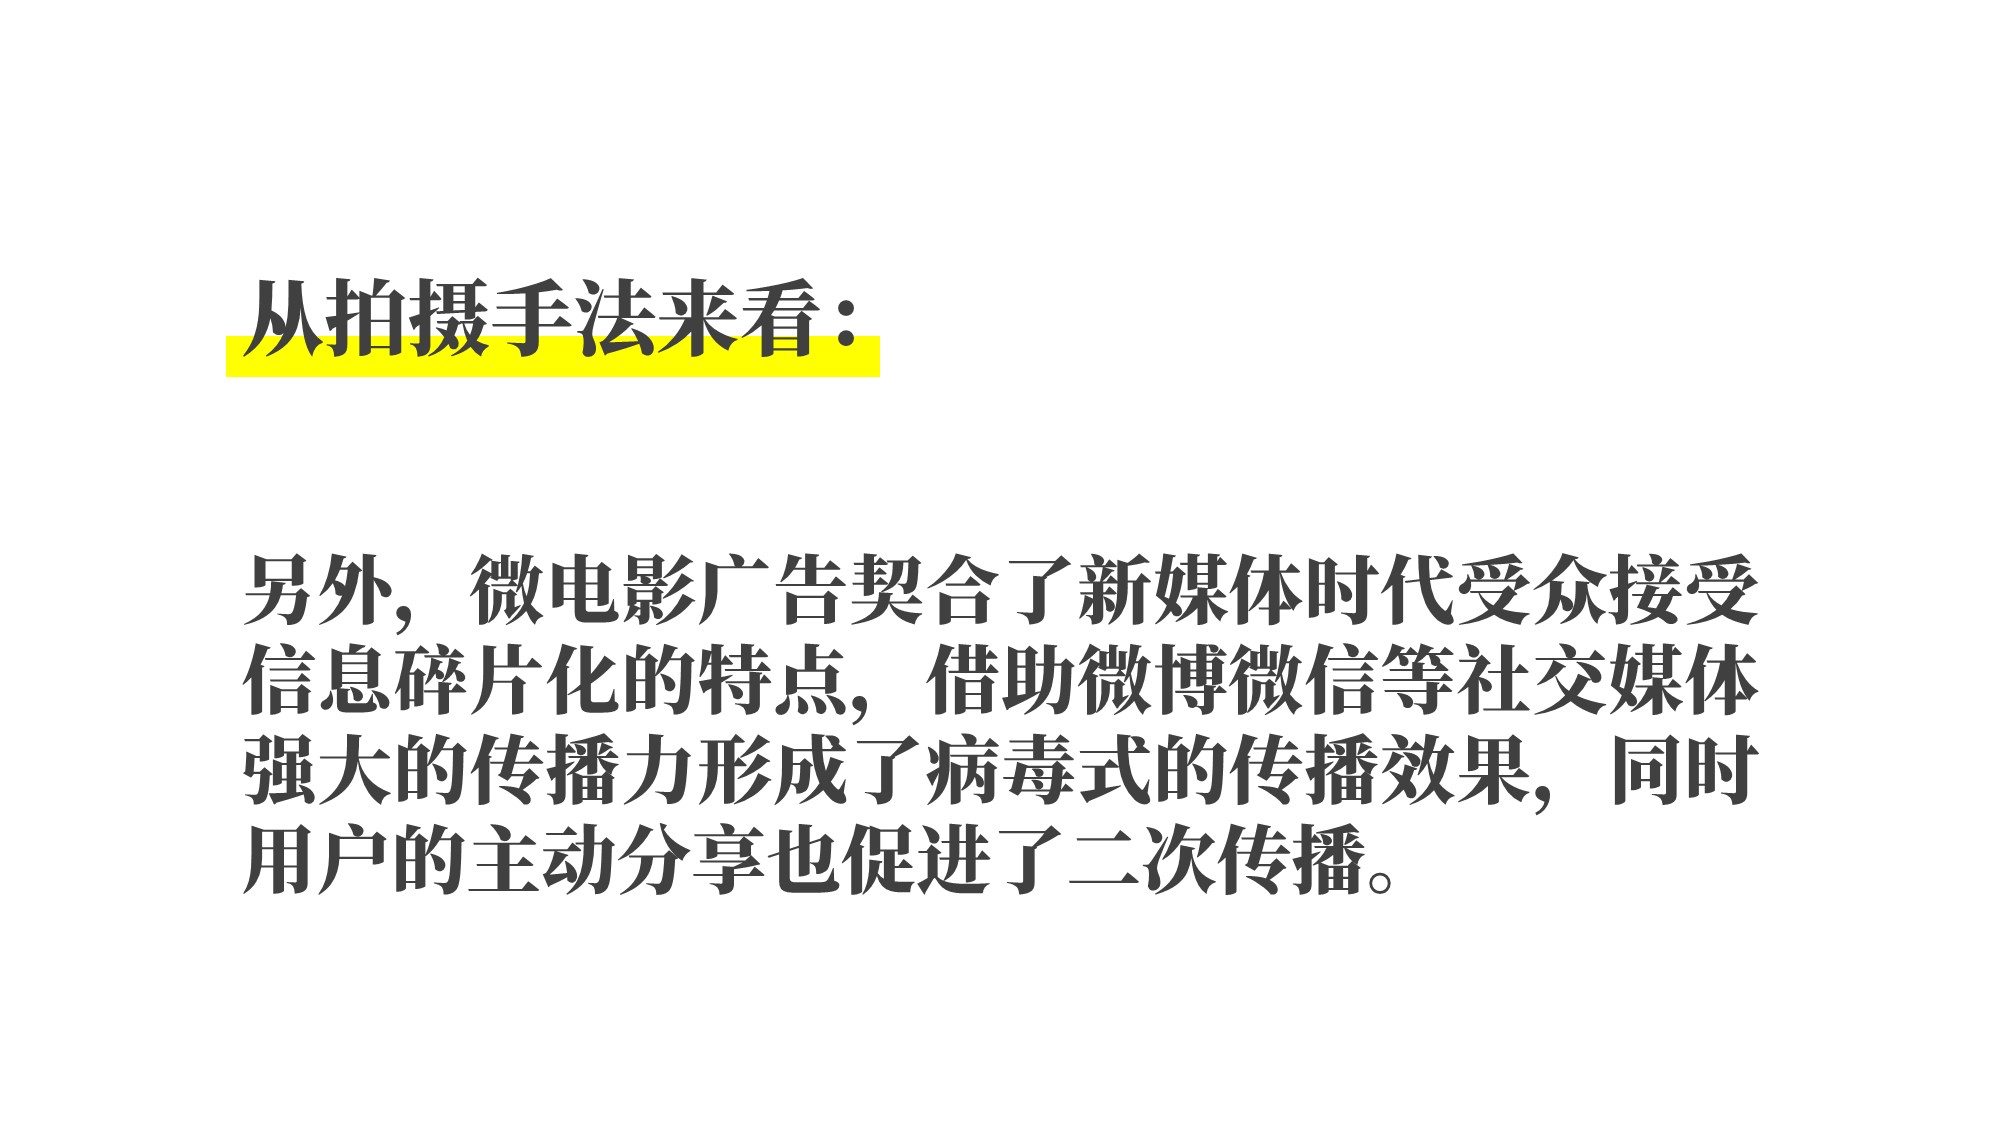 从拍摄手法来看：
另外，微电影广告契合了新媒体时代受众接受
信息碎片化的特点，借助微博微信等社交媒体
强大的传播力形成了病毒式的传播效果，同时
用户的主动分享也促进了二次传播。